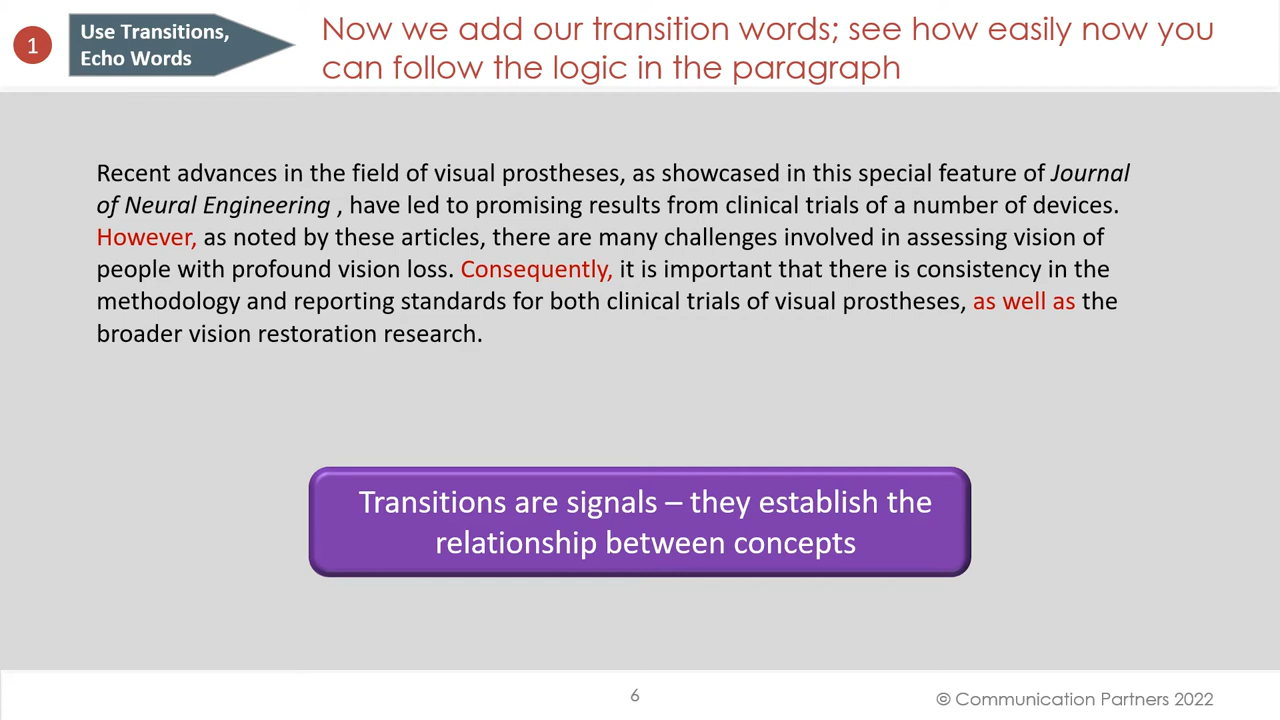 1
Use Transitions,
Echo Words
Now we add our transition words; see how easily now you
can follow the logic in the paragraph
Recent advances in the field of visual prostheses, as showcased in this special feature of Journal
of Neural Engineering , have led to promising results from clinical trials of a number of devices.
However, as noted by these articles, there are many challenges involved in assessing vision of
people with profound vision loss. Consequently, it is important that there is consistency in the
methodology and reporting standards for both clinical trials of visual prostheses, as well as the
broader vision restoration research.
Transitions are signals – they establish the
relationship between concepts
6
© Communication Partners 2022